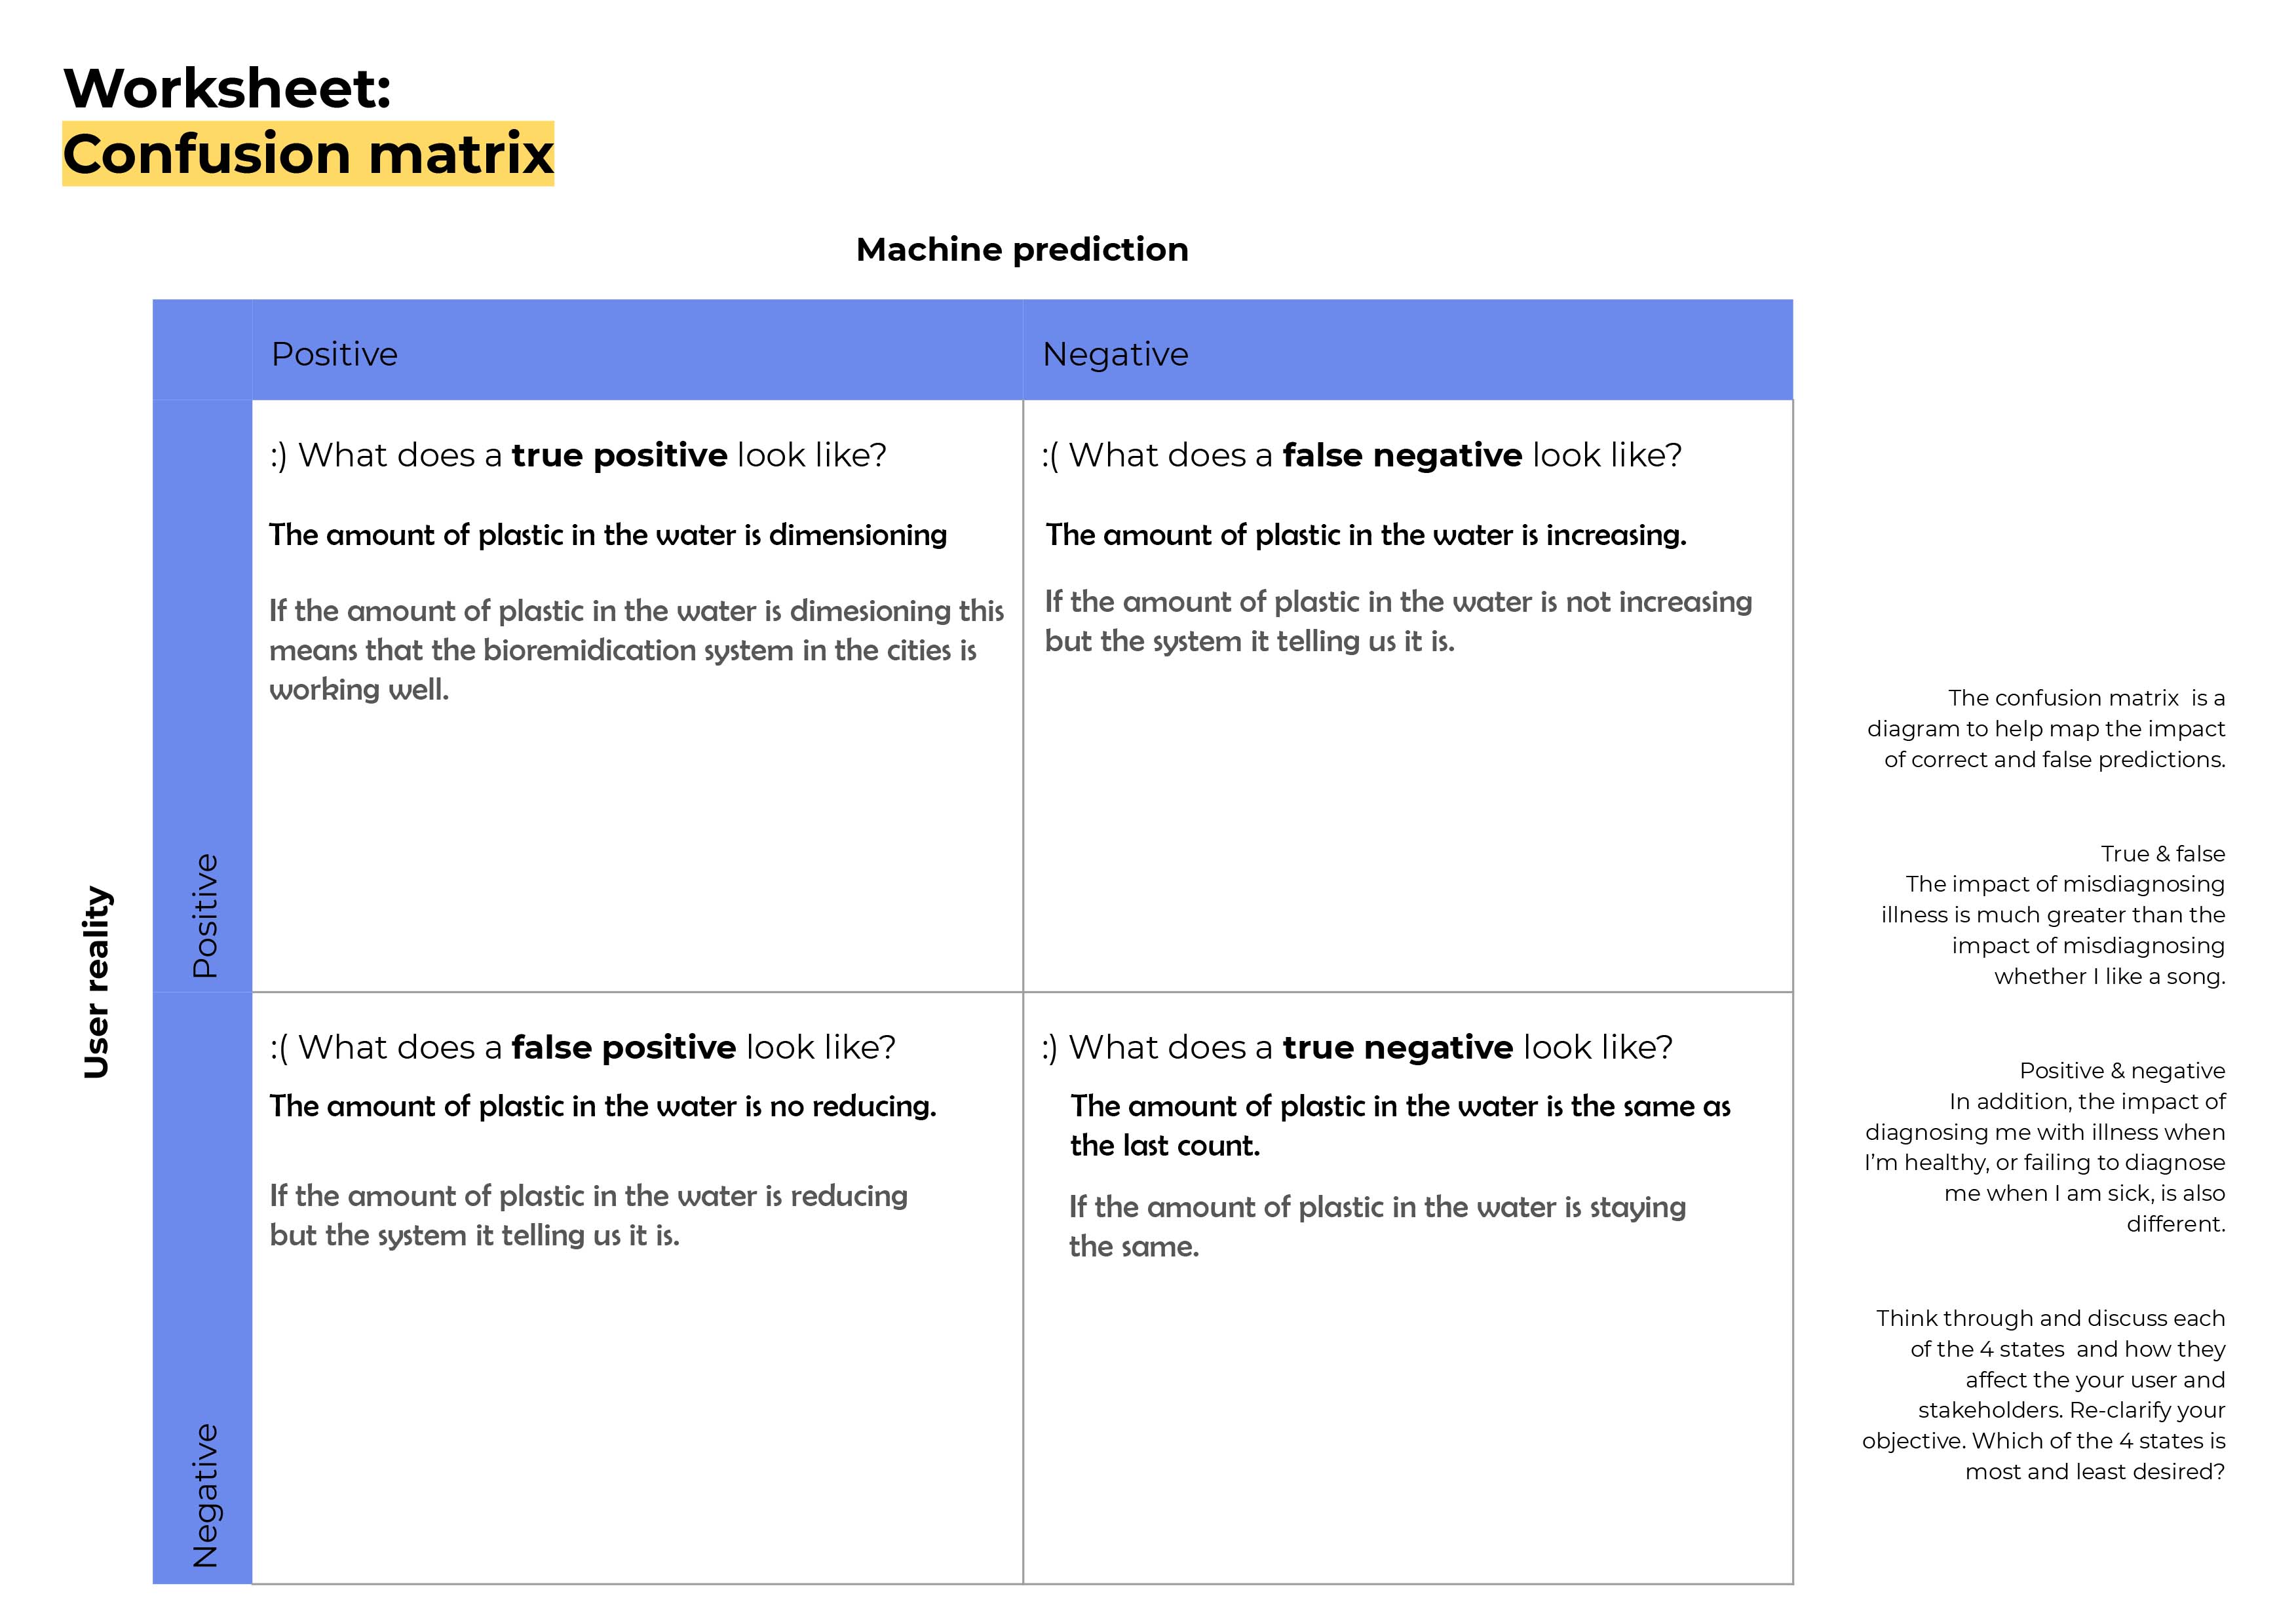 Worksheet:
Confusion matrix
Machine prediction
Positive
Negative
User reality
Positive
:) What does a true positive look like?
The amount of plastic in the water is dimensioning
If the amount of plastic in the water is dimesioning this
means that the bioremidication system in the cities is
working well.
:( What does a false negative look like?
The amount of plastic in the water is increasing.
If the amount of plastic in the water is not increasing
but the system it telling us it is.
Negative
:( What does a false positive look like?
The amount of plastic in the water is no reducing.
If the amount of plastic in the water is reducing
but the system it telling us it is.
:) What does a true negative look like?
The amount of plastic in the water is the same as
the last count.
If the amount of plastic in the water is staying
the same.
The confusion matrix  is a
diagram to help map the impact
of correct and false predictions.
True & false
The impact of misdiagnosing
illness is much greater than the
impact of misdiagnosing
whether I like a song.
Positive & negative
In addition, the impact of
diagnosing me with illness when
I'm healthy, or failing to diagnose
me when I am sick, is also
different.
Think through and discuss each
of the 4 states  and how they
affect the your user and
stakeholders. Re-clarify your
objective. Which of the 4 states is
most and least desired?